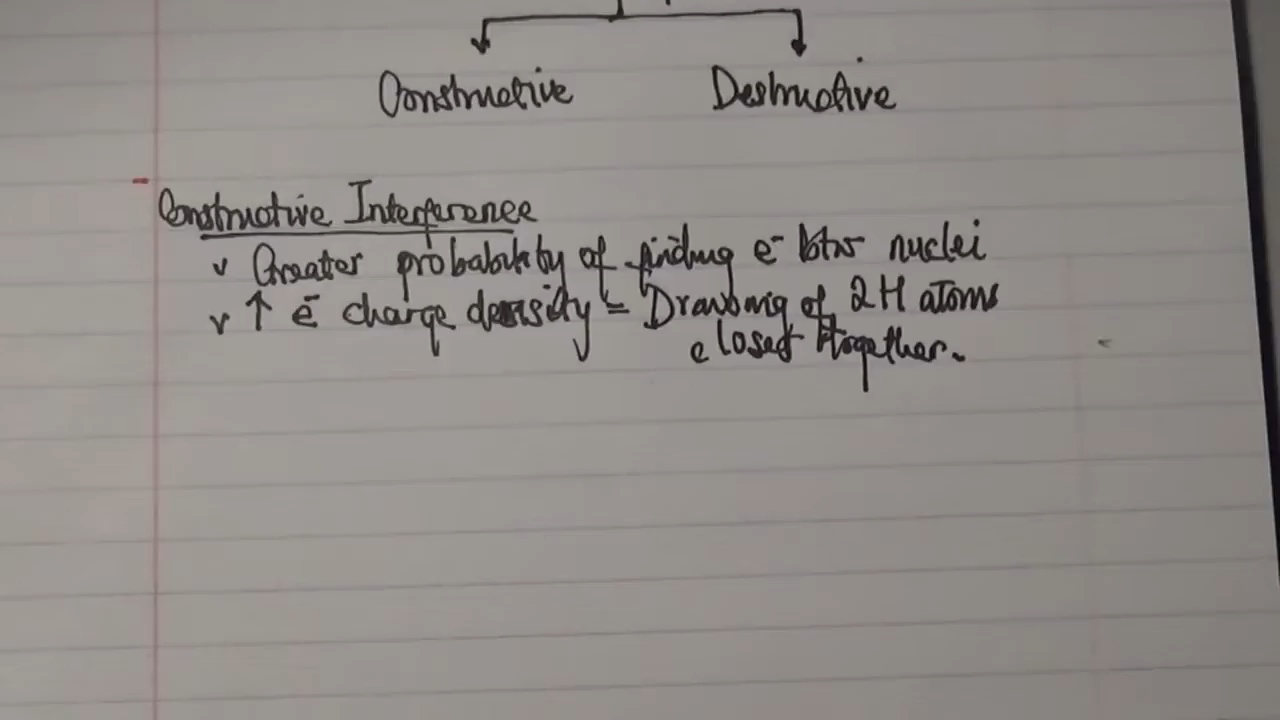 Constructive Destructive
Constructive Interference
Greater probability of finding e⁻ btw nuclei
↑ e⁻ charge density = Drawing of 2H atoms
closer together.